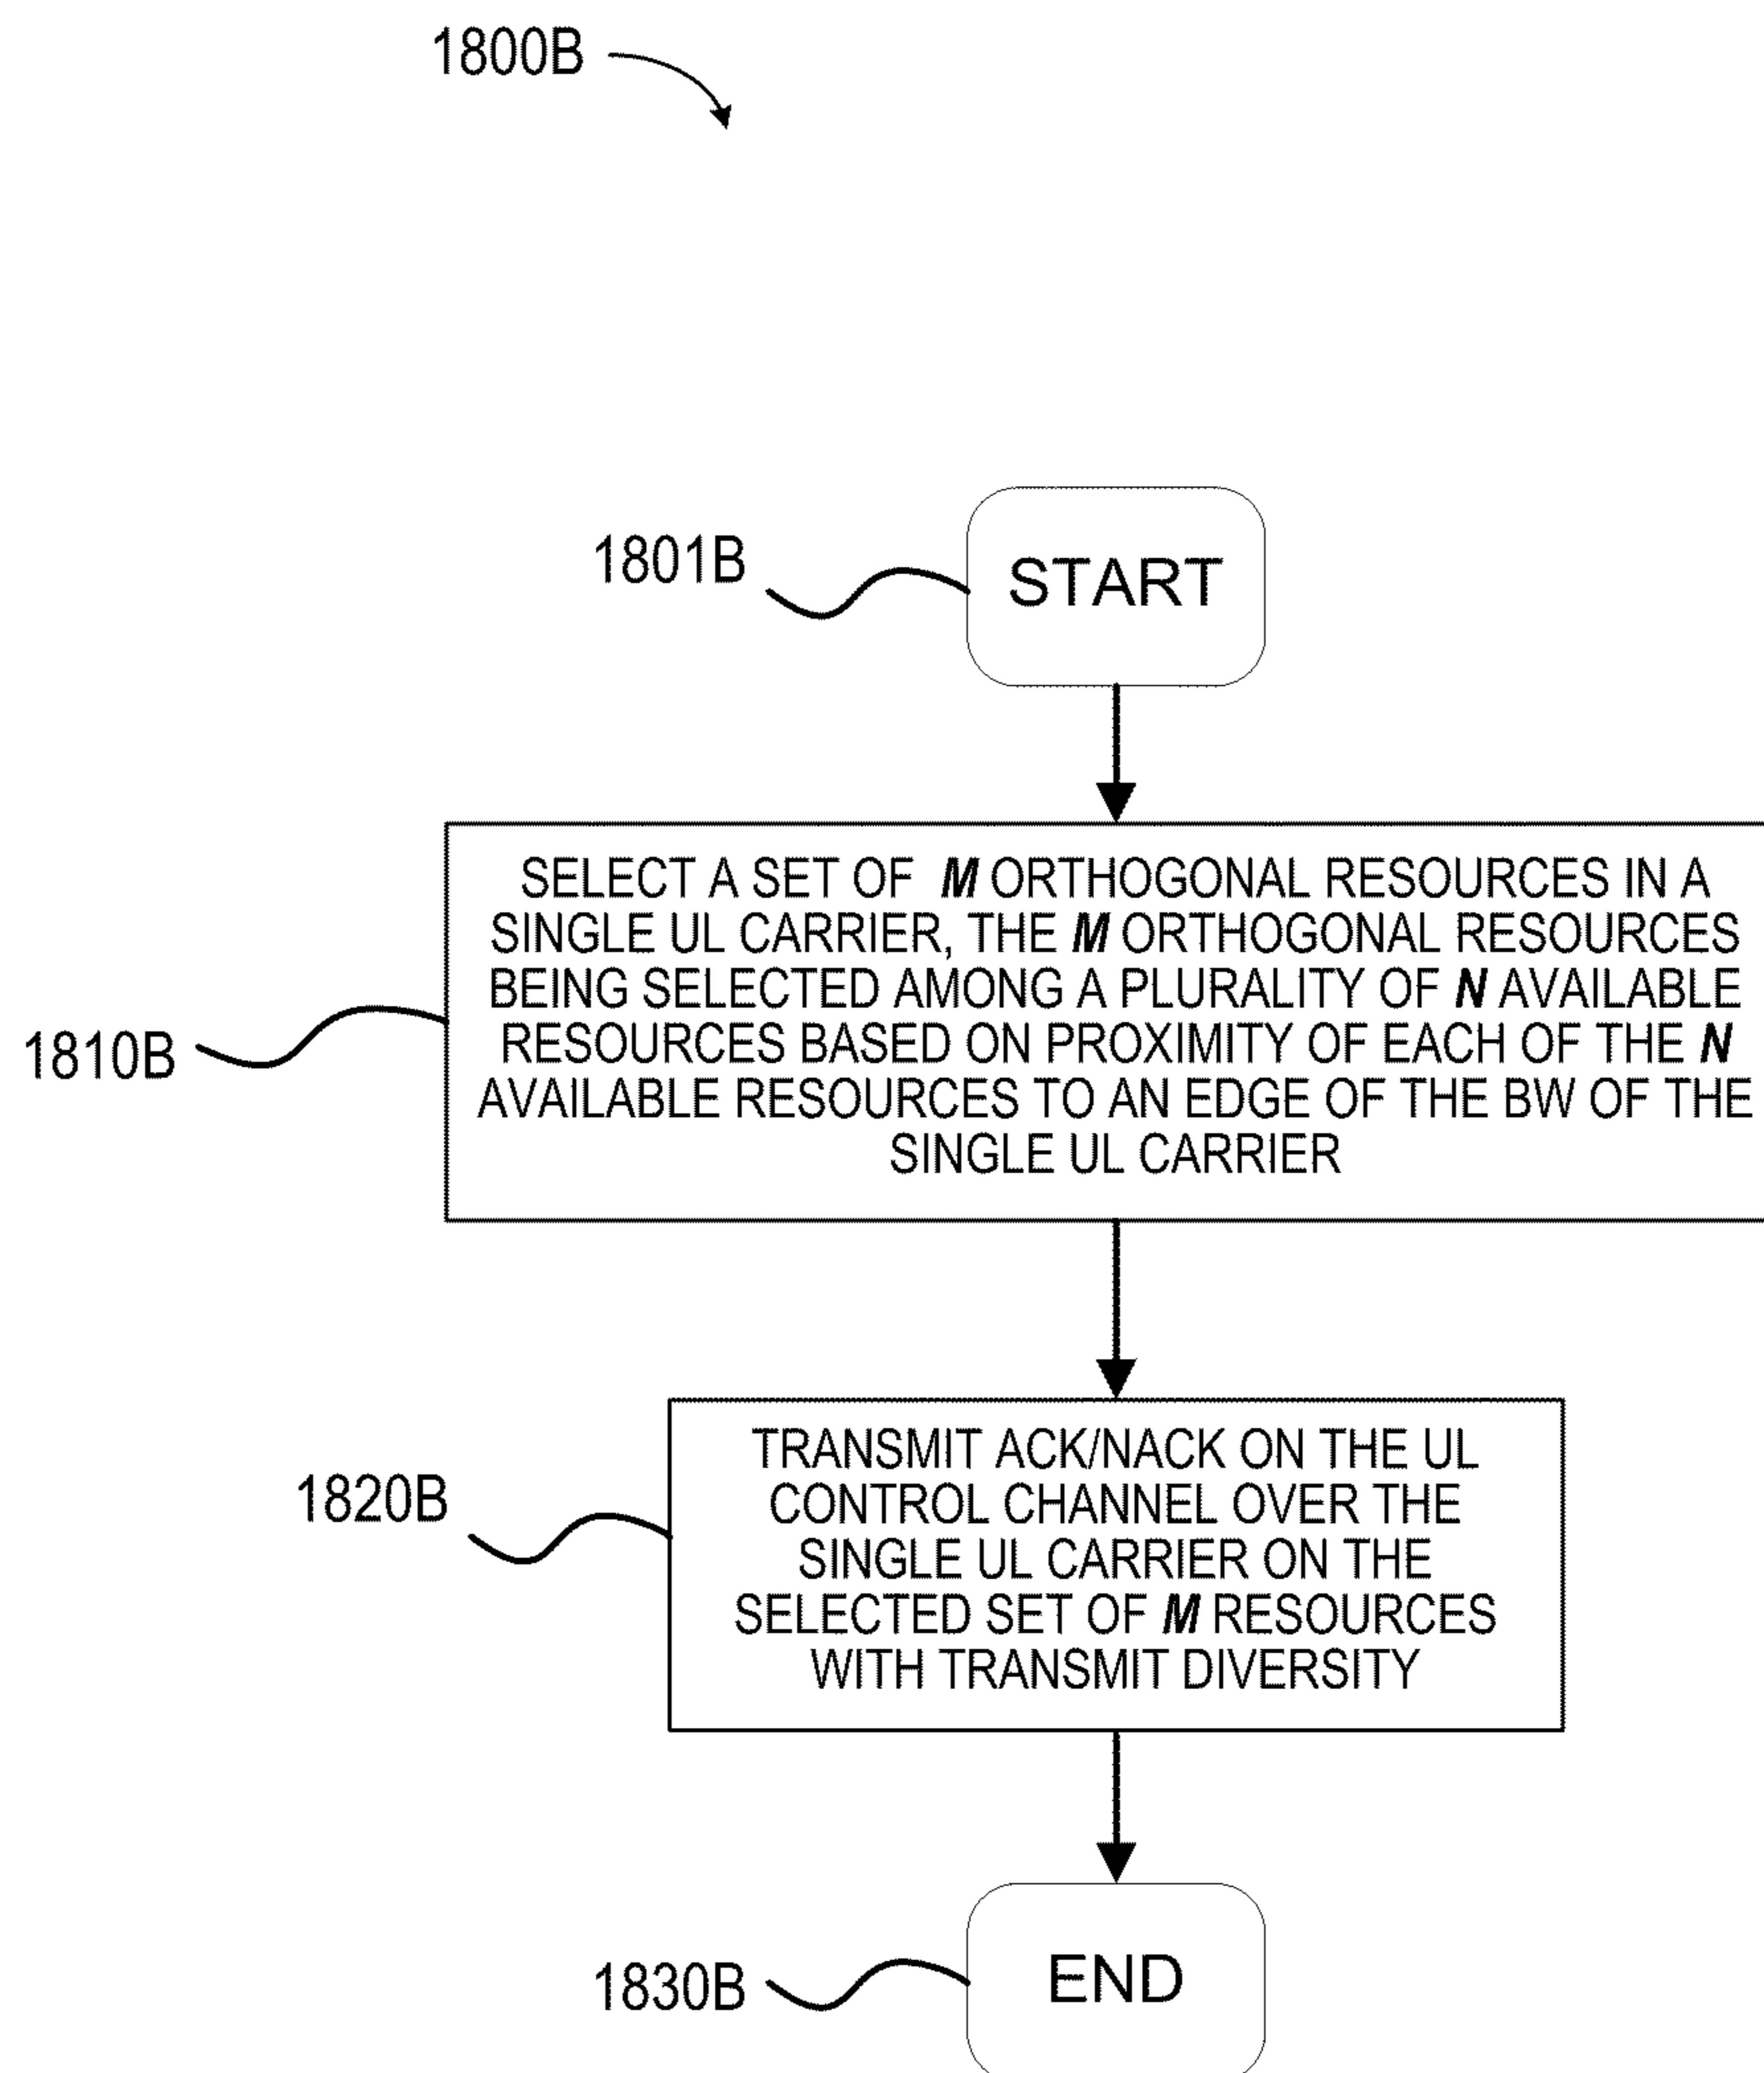 1800B
1801B
START
SELECT A SET OF M ORTHOGONAL RESOURCES IN A
SINGLE UL CARRIER, THE M ORTHOGONAL RESOURCES
BEING SELECTED AMONG A PLURALITY OF N AVAILABLE
RESOURCES BASED ON PROXIMITY OF EACH OF THE N
AVAILABLE RESOURCES TO AN EDGE OF THE BW OF THE
SINGLE UL CARRIER
1810B
TRANSMIT ACK/NACK ON THE UL
CONTROL CHANNEL OVER THE
SINGLE UL CARRIER ON THE
SELECTED SET OF M RESOURCES
WITH TRANSMIT DIVERSITY
1820B
1830B
END